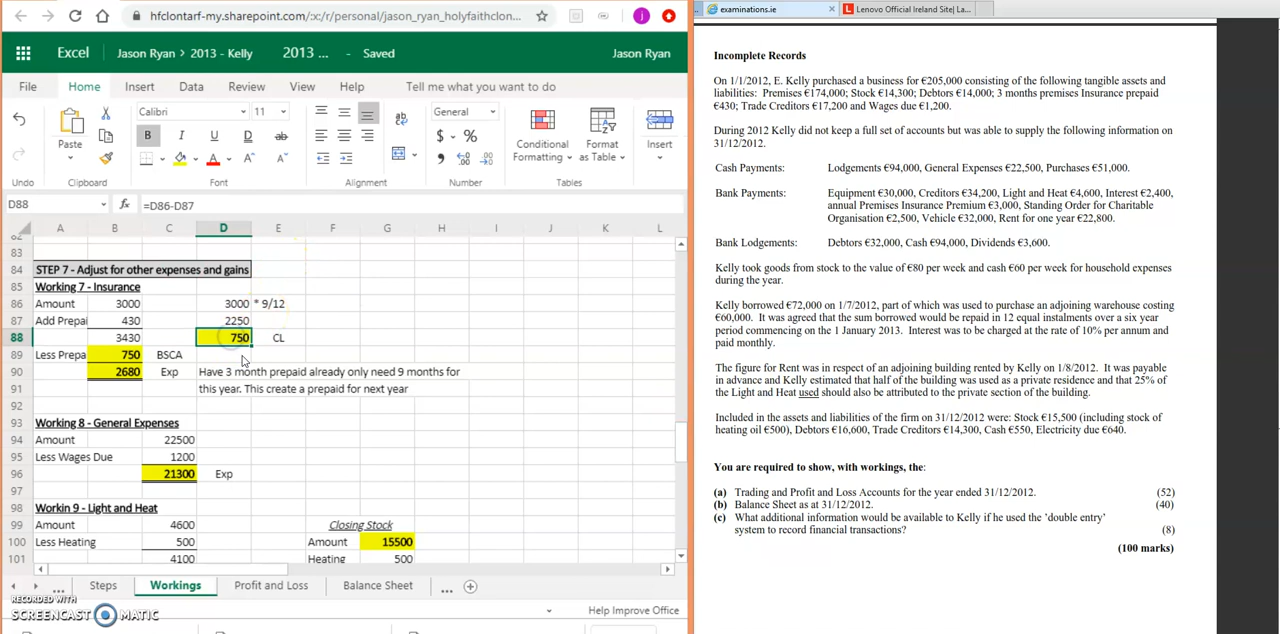 hfclontarf-my.sharepoint.com/:x:/r/personal/jason_ryan_holyfaithclon...
Excel
Jason Ryan > 2013 - Kelly
2013 ... - Saved
Jason Ryan
File Home Insert Data Review View Help Tell me what you want to do
Calibri 11 General
Paste
B I U D ab
$ %
Conditional Formatting
Format as Table
Insert
Undo Clipboard Font Alignment Number Tables
D88 fx =D86-D87
A B C D E F G H I J K L
82
83
84 STEP 7 - Adjust for other expenses and gains
85 Working 7 - Insurance
86 Amount 3000 3000 * 9/12
87 Add Prepai 430 2250
88 3430 750 CL
89 Less Prepa 750 BSCA
90 2680 Exp Have 3 month prepaid already only need 9 months for
91 this year. This create a prepaid for next year
92
93 Working 8 - General Expenses
94 Amount 22500
95 Less Wages Due 1200
96 21300 Exp
97
98 Workin 9 - Light and Heat
99 Amount 4600 Closing Stock
100 Less Heating 500 Amount 15500
101 4100 Heating 500
... Steps Workings Profit and Loss Balance Sheet ...
RECORDED WITH
SCREENCAST MATIC
Help Improve Office
examinations.ie
Lenovo Official Ireland Site| La...
Incomplete Records
On 1/1/2012, E. Kelly purchased a business for €205,000 consisting of the following tangible assets and
liabilities: Premises €174,000; Stock €14,300; Debtors €14,000; 3 months premises Insurance prepaid
€430; Trade Creditors €17,200 and Wages due €1,200.
During 2012 Kelly did not keep a full set of accounts but was able to supply the following information on
31/12/2012.
Cash Payments: Lodgements €94,000, General Expenses €22,500, Purchases €51,000.
Bank Payments: Equipment €30,000, Creditors €34,200, Light and Heat €4,600, Interest €2,400,
annual Premises Insurance Premium €3,000, Standing Order for Charitable
Organisation €2,500, Vehicle €32,000, Rent for one year €22,800.
Bank Lodgements: Debtors €32,000, Cash €94,000, Dividends €3,600.
Kelly took goods from stock to the value of €80 per week and cash €60 per week for household expenses
during the year.
Kelly borrowed €72,000 on 1/7/2012, part of which was used to purchase an adjoining warehouse costing
€60,000. It was agreed that the sum borrowed would be repaid in 12 equal instalments over a six year
period commencing on the 1 January 2013. Interest was to be charged at the rate of 10% per annum and
paid monthly.
The figure for Rent was in respect of an adjoining building rented by Kelly on 1/8/2012. It was payable
in advance and Kelly estimated that half of the building was used as a private residence and that 25% of
the Light and Heat used should also be attributed to the private section of the building.
Included in the assets and liabilities of the firm on 31/12/2012 were: Stock €15,500 (including stock of
heating oil €500), Debtors €16,600, Trade Creditors €14,300, Cash €550, Electricity due €640.
You are required to show, with workings, the:
(a) Trading and Profit and Loss Accounts for the year ended 31/12/2012. (52)
(b) Balance Sheet as at 31/12/2012. (40)
(c) What additional information would be available to Kelly if he used the 'double entry'
system to record financial transactions? (8)
(100 marks)